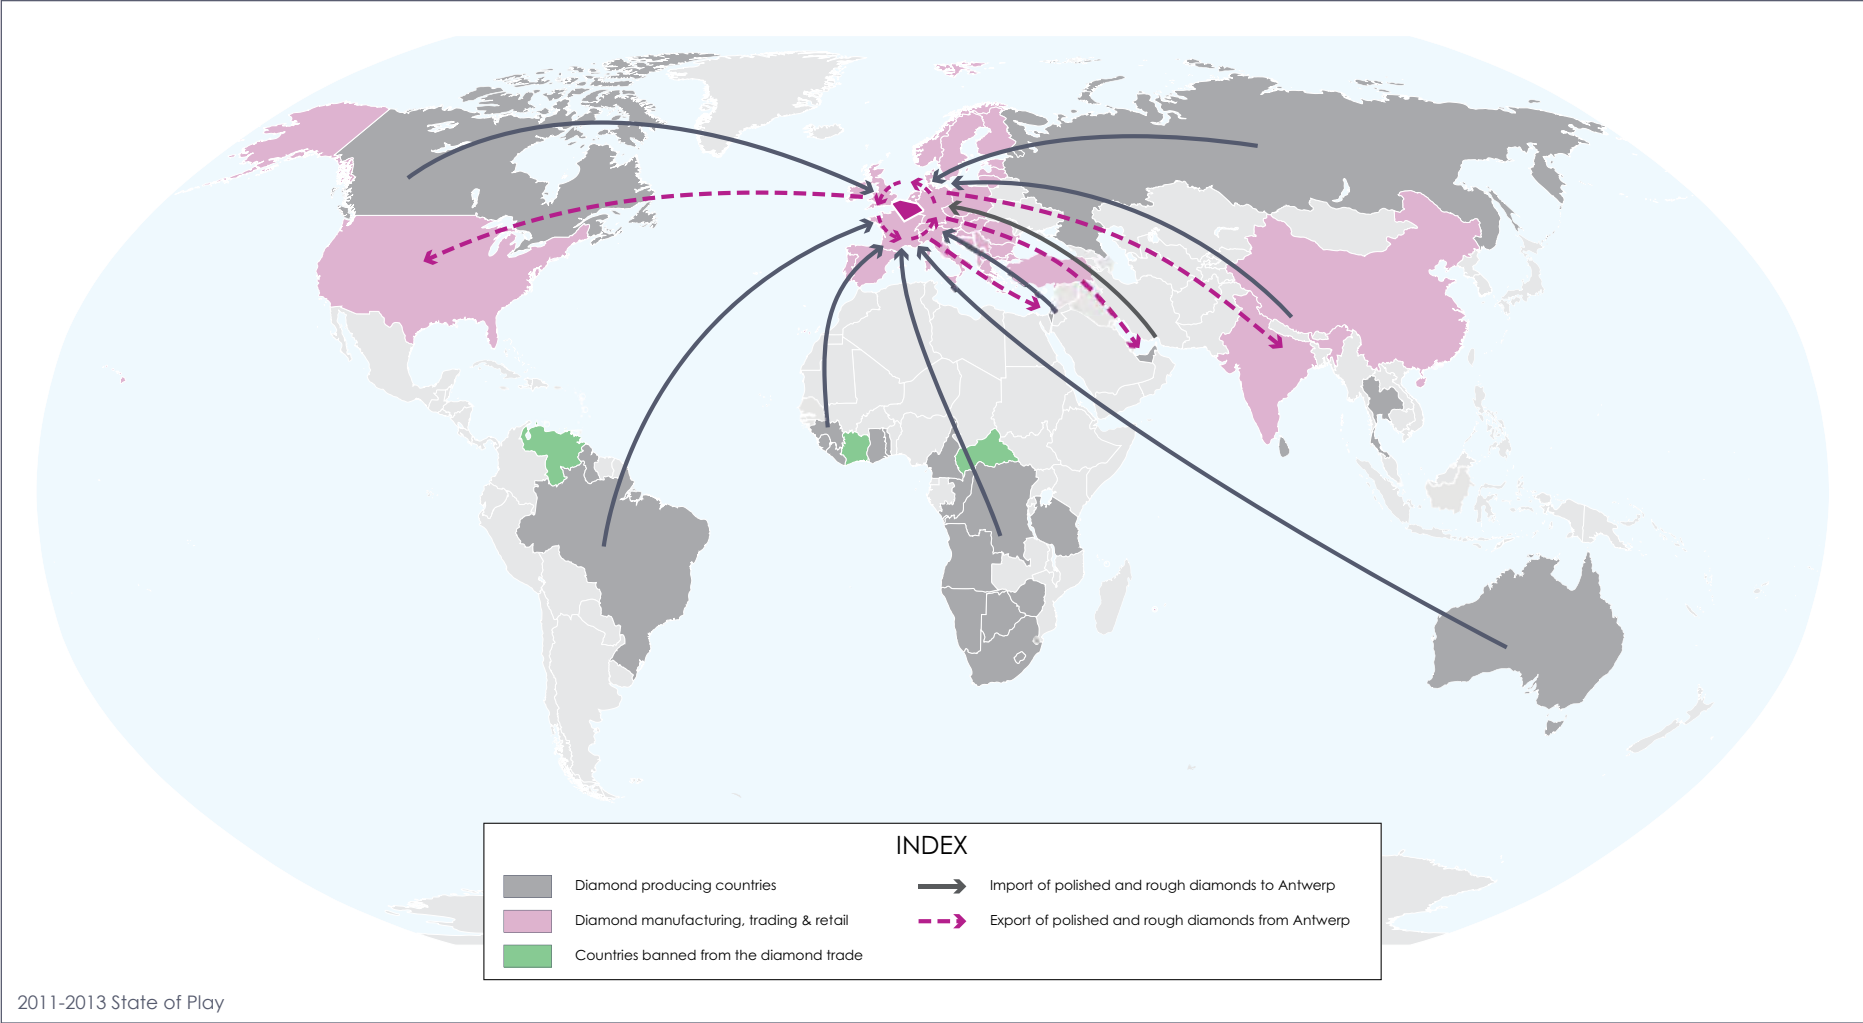 INDEX
Diamond producing countries
Import of polished and rough diamonds to Antwerp
Diamond manufacturing, trading & retail
Export of polished and rough diamonds from Antwerp
Countries banned from the diamond trade
2011-2013 State of Play